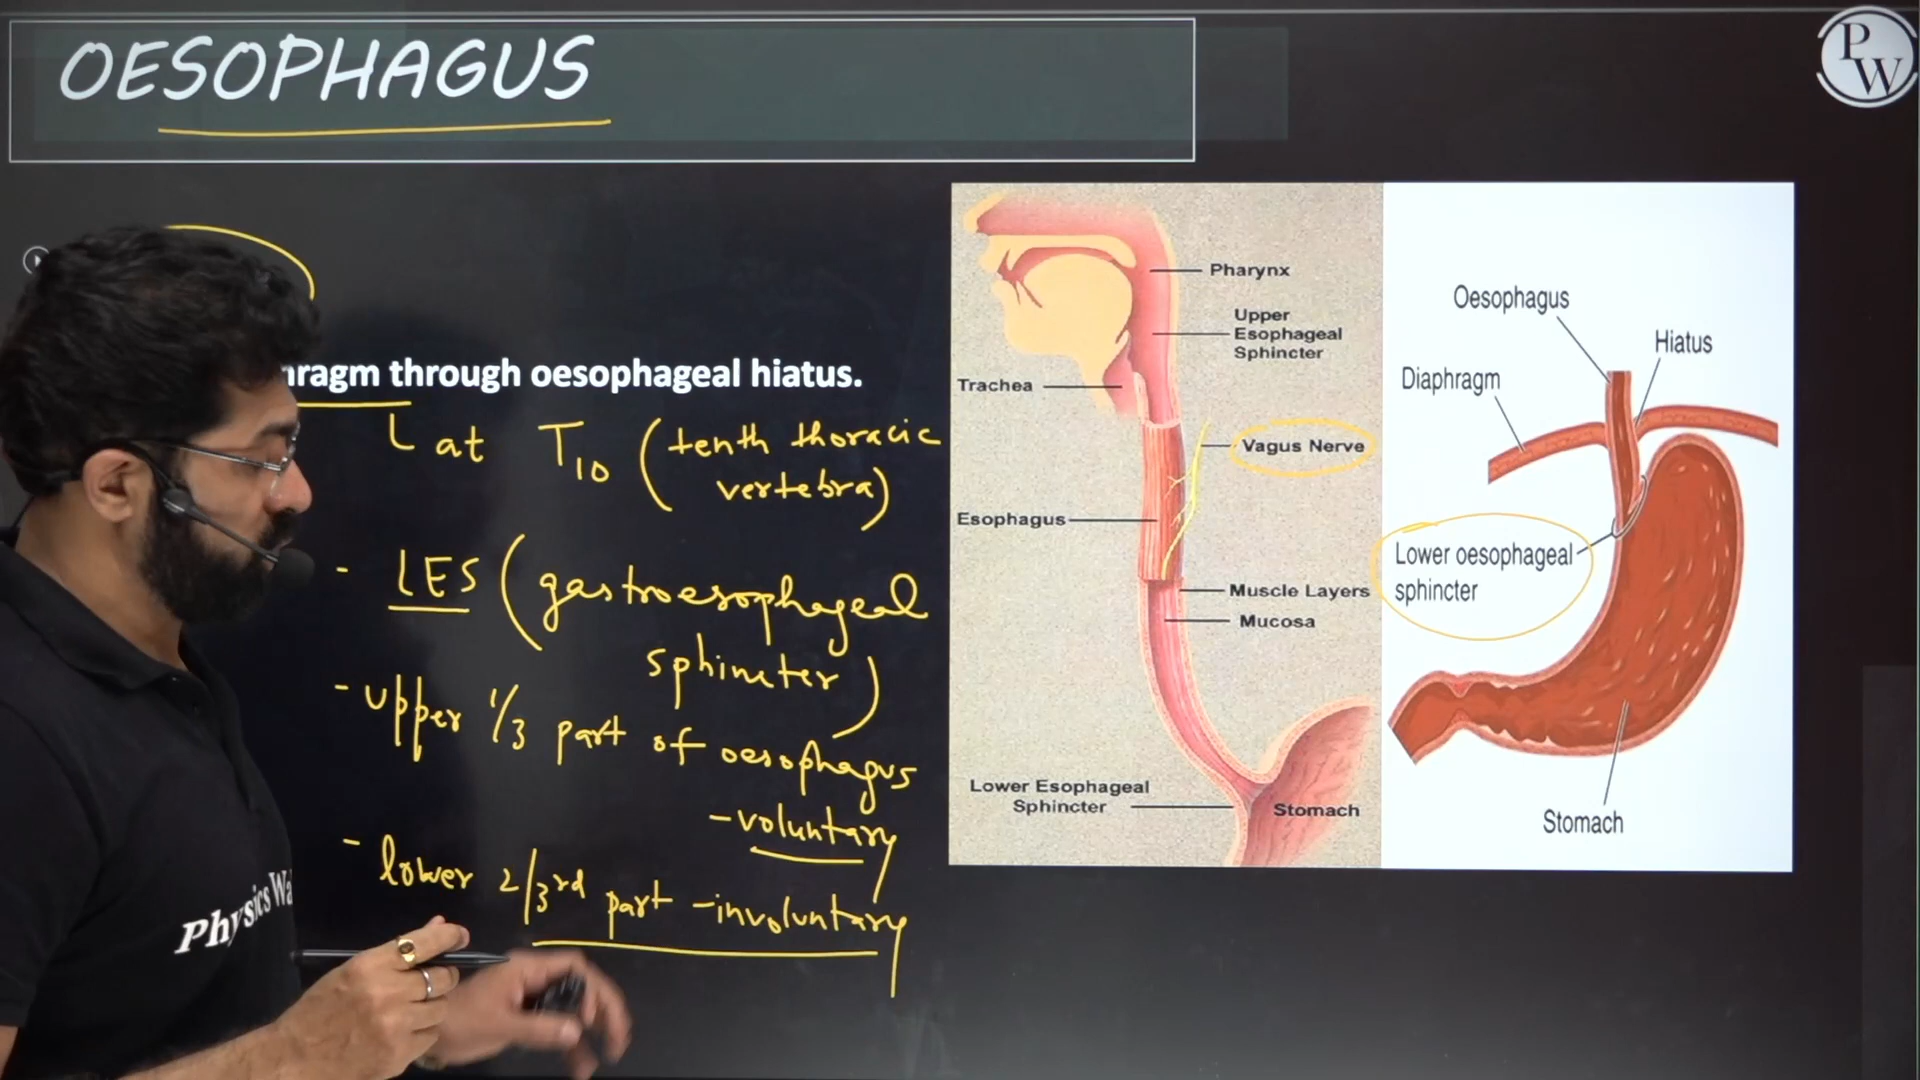 OESOPHAGUS
PW
hragm through oesophageal hiatus.
at T10 (tenth thoracic
vertebra)
- LES (gastroesophageal
sphincter)
- upper 1/3 part of oesophagus
- voluntary
- lower 2/3rd part - involuntary
Physics Wa
Pharynx
Upper
Esophageal
Sphincter
Trachea
Vagus Nerve
Esophagus
Muscle Layers
Mucosa
Lower Esophageal
Sphincter
Stomach
Oesophagus
Hiatus
Diaphragm
Lower oesophageal
sphincter
Stomach